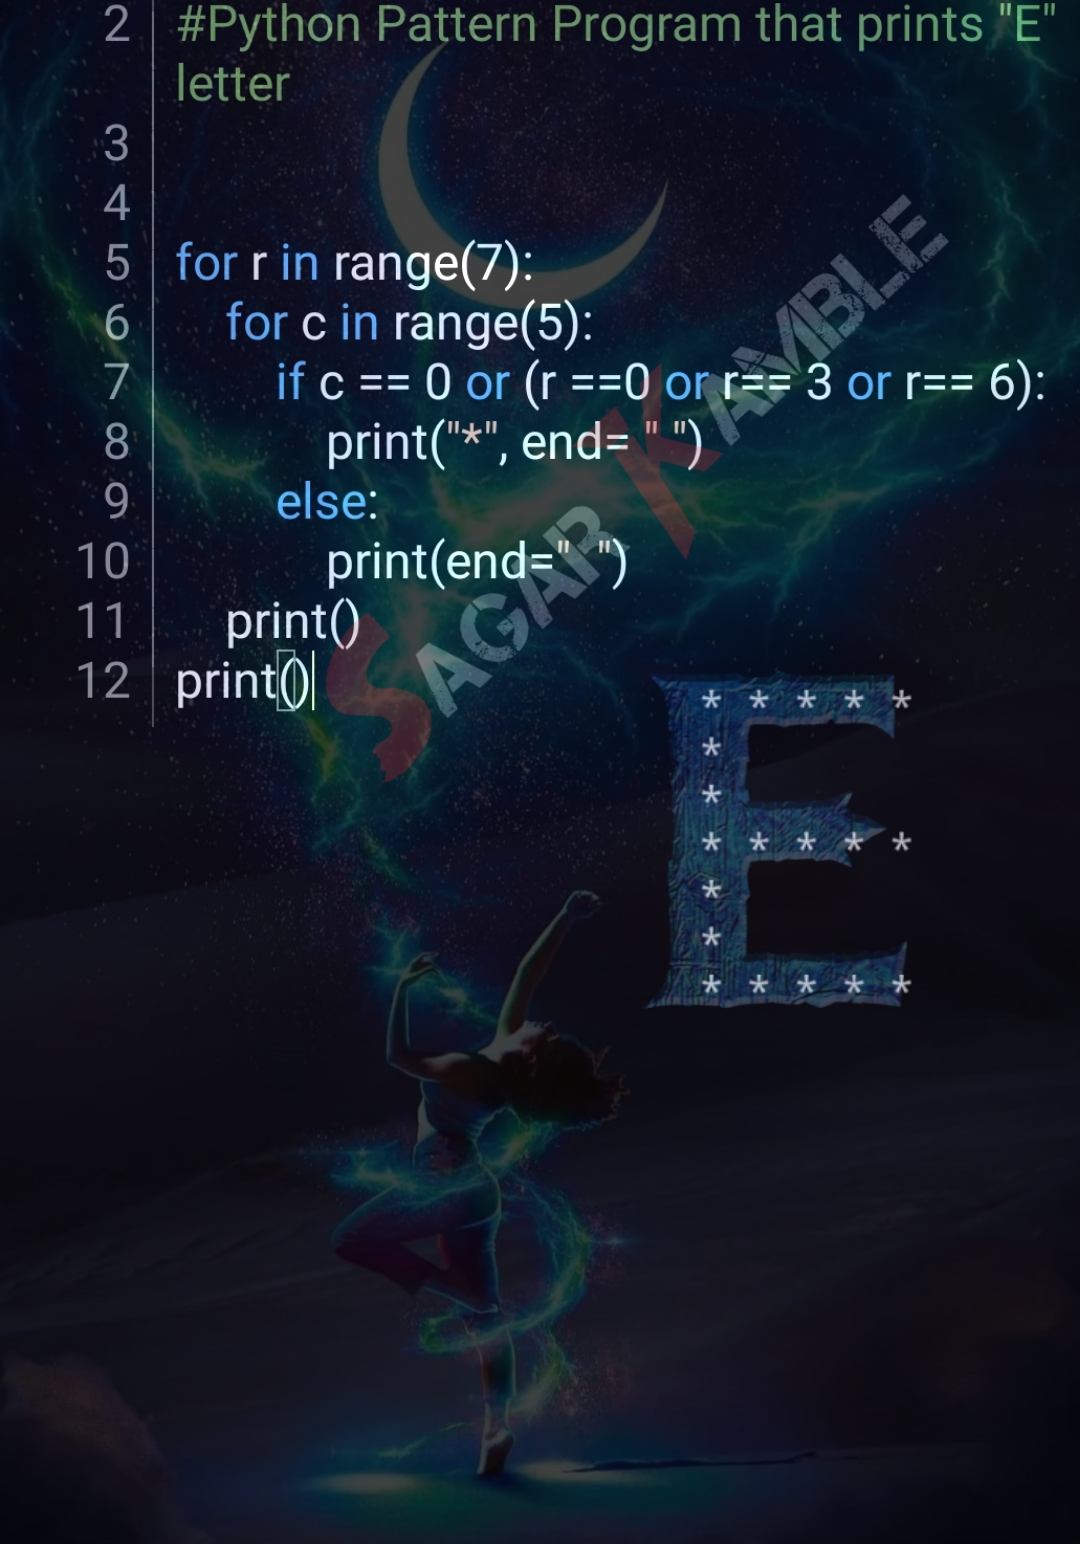 2 #Python Pattern Program that prints "E"
letter
3
4
5 for r in range(7):
6 for c in range(5):
7 if c == 0 or (r ==0 or r== 3 or r== 6):
8 print("*", end= " ")
9 else:
10 print(end="  ")
11 print()
12 print()
SAGAR KAMBLE
E
* * * * *
*
*
* * * * *
*
*
* * * * *